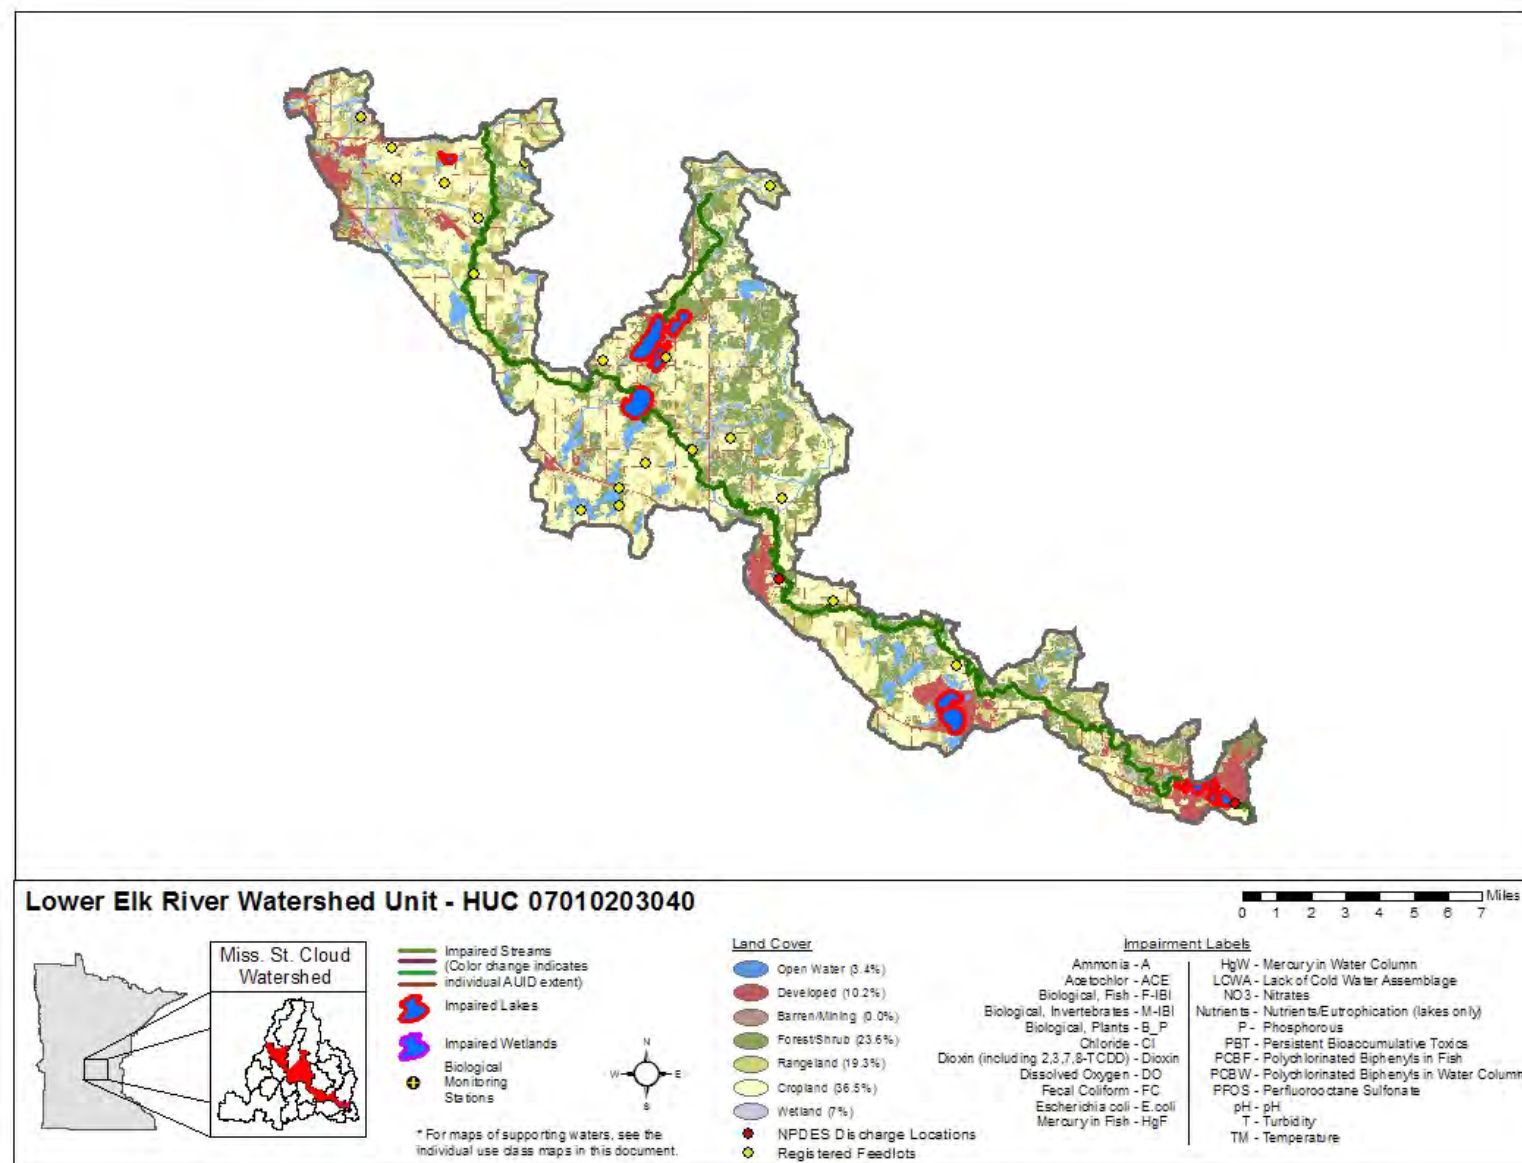 Lower Elk River Watershed Unit - HUC 07010203040
Miles
0 1 2 3 4 5 6 7
Miss. St. Cloud
Watershed
Impaired Streams
(Color change indicates
individual AUID extent)
Impaired Lakes
Impaired Wetlands
Biological
Monitoring
Stations
N
W
E
S
* For maps of supporting waters, see the
individual use class maps in this document.
Land Cover
Open Water (3.4%)
Developed (10.2%)
Barren/Mining (0.0%)
Forest/Shrub (23.6%)
Rangeland (19.3%)
Cropland (36.5%)
Wetland (7%)
NPDES Discharge Locations
Registered Feedlots
Impairment Labels
Ammonia - A
Acetochlor - ACE
Biological, Fish - F-IBI
Biological, Invertebrates - M-IBI
Biological, Plants - B_P
Chloride - Cl
Dioxin (including 2,3,7,8-TCDD) - Dioxin
Dissolved Oxygen - DO
Fecal Coliform - FC
Escherichia coli - E.coli
Mercury in Fish - HgF
HgW - Mercury in Water Column
LCWA - Lack of Cold Water Assemblage
NO3 - Nitrates
Nutrients - Nutrients/Eutrophication (lakes only)
P - Phosphorous
PBT - Persistent Bioaccumulative Toxics
PCBF - Polychlorinated Biphenyls in Fish
PCBW - Polychlorinated Biphenyls in Water Column
PFOS - Perfluorooctane Sulfonate
pH - pH
T - Turbidity
TM - Temperature